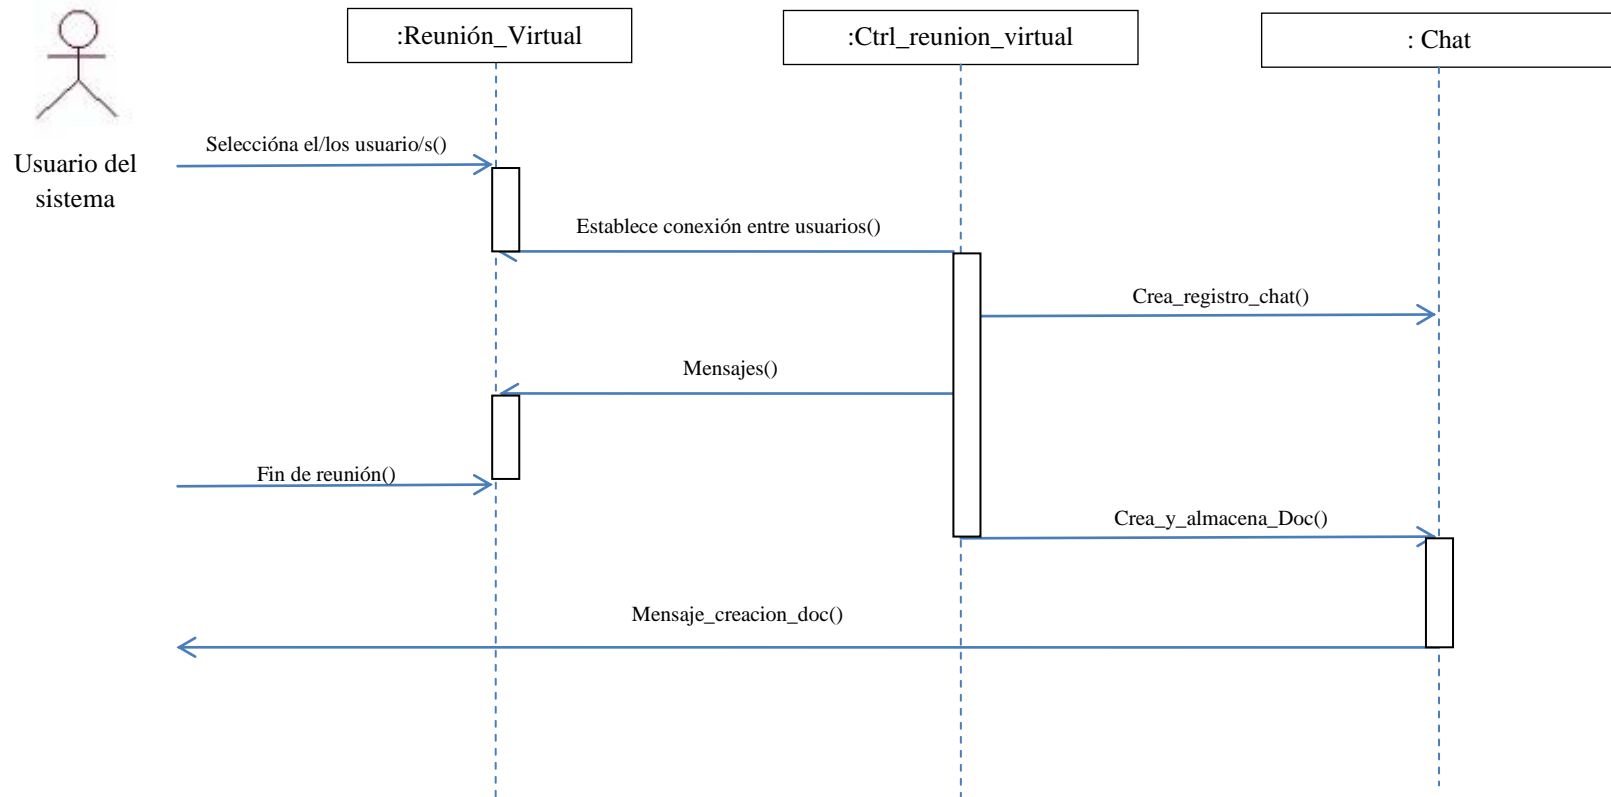 :Reunión_Virtual
:Ctrl_reunion_virtual
: Chat
Usuario del
sistema
Seleccióna el/los usuario/s()
Establece conexión entre usuarios()
Crea_registro_chat()
Mensajes()
Fin de reunión()
Crea_y_almacena_Doc()
Mensaje_creacion_doc()